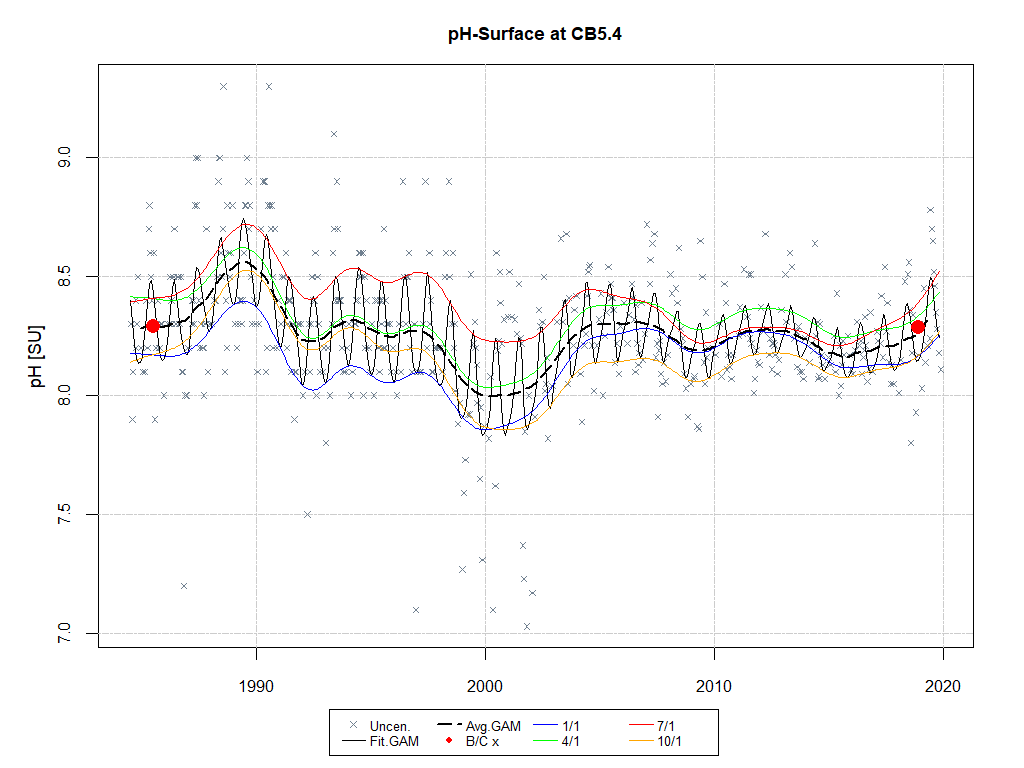 pH-Surface at CB5.4
pH [SU]
9.0
8.5
8.0
7.5
7.0
1990 2000 2010 2020
Uncen. Avg.GAM 1/1 7/1
Fit.GAM B/C x 4/1 10/1